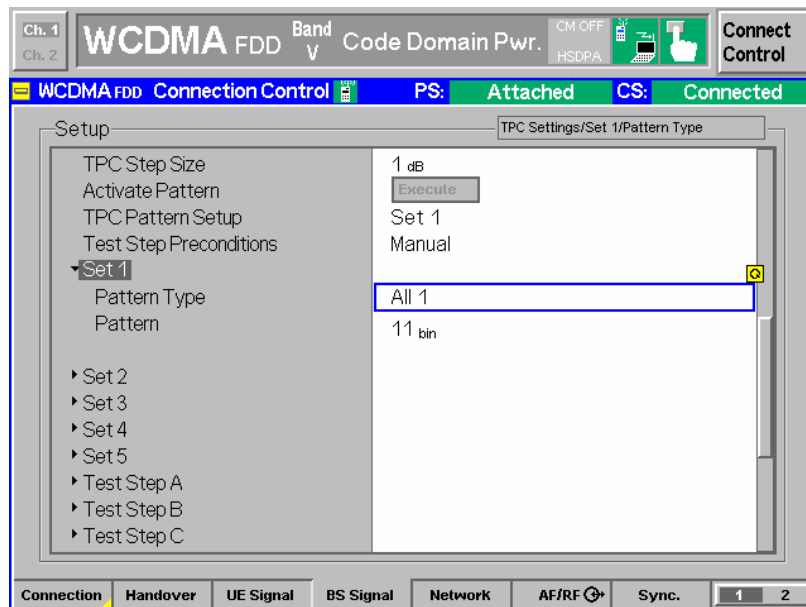 Ch. 1
Ch. 2
WCDMA FDD Band V Code Domain Pwr.
CM OFF
HSDPA
Connect Control
WCDMA FDD Connection Control PS: Attached CS: Connected
Setup TPC Settings/Set 1/Pattern Type
TPC Step Size 1 dB
Activate Pattern Execute
TPC Pattern Setup Set 1
Test Step Preconditions Manual
Set 1
Pattern Type All 1
Pattern 11 bin
Set 2
Set 3
Set 4
Set 5
Test Step A
Test Step B
Test Step C
Connection Handover UE Signal BS Signal Network AF/RF Sync. 1 2